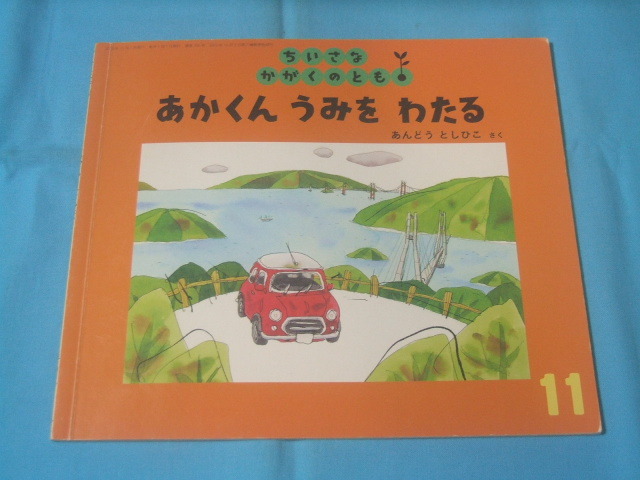 ちいさな
かがくのとも
あかくん うみを わたる
あんどう としひこ さく
11